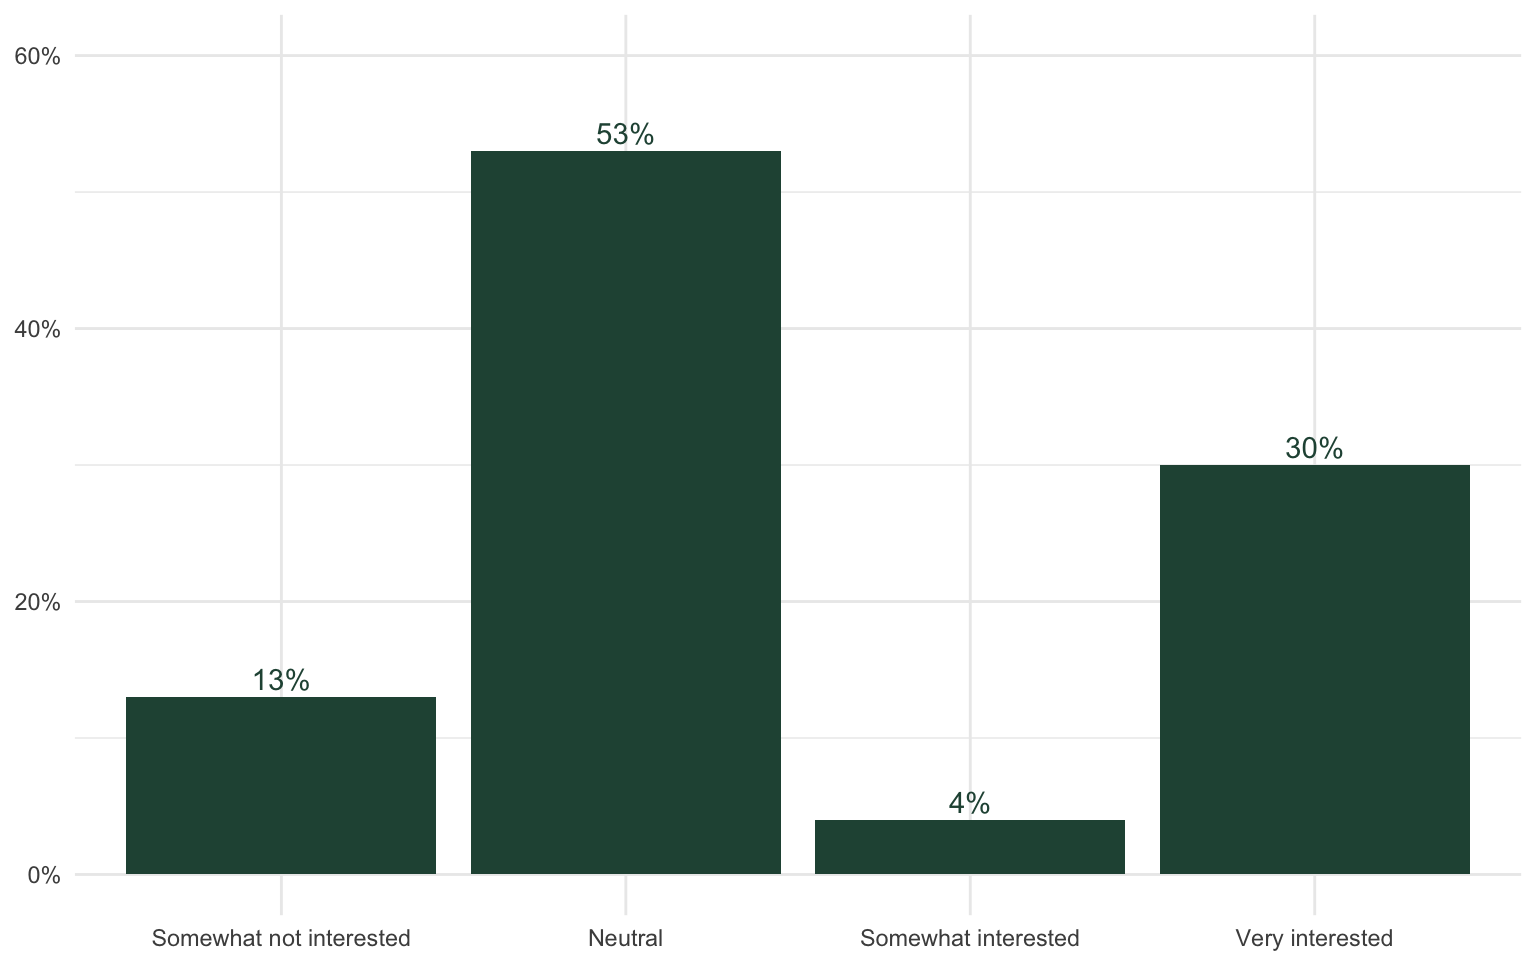 60%
53%
40%
30%
20%
13%
4%
0%
Somewhat not interested
Neutral
Somewhat interested
Very interested